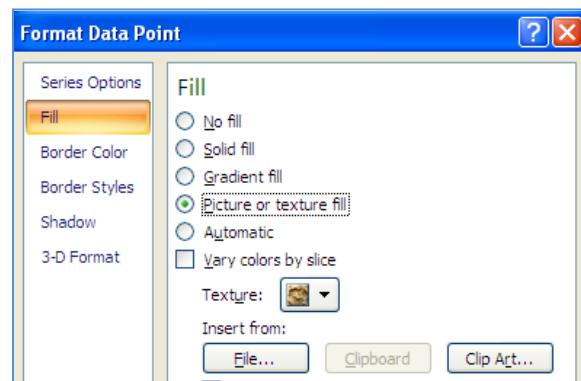 Format Data Point
Series Options
Fill
Border Color
Border Styles
Shadow
3-D Format
Fill
No fill
Solid fill
Gradient fill
Picture or texture fill
Automatic
Vary colors by slice
Texture:
Insert from:
File...
Clipboard
Clip Art...